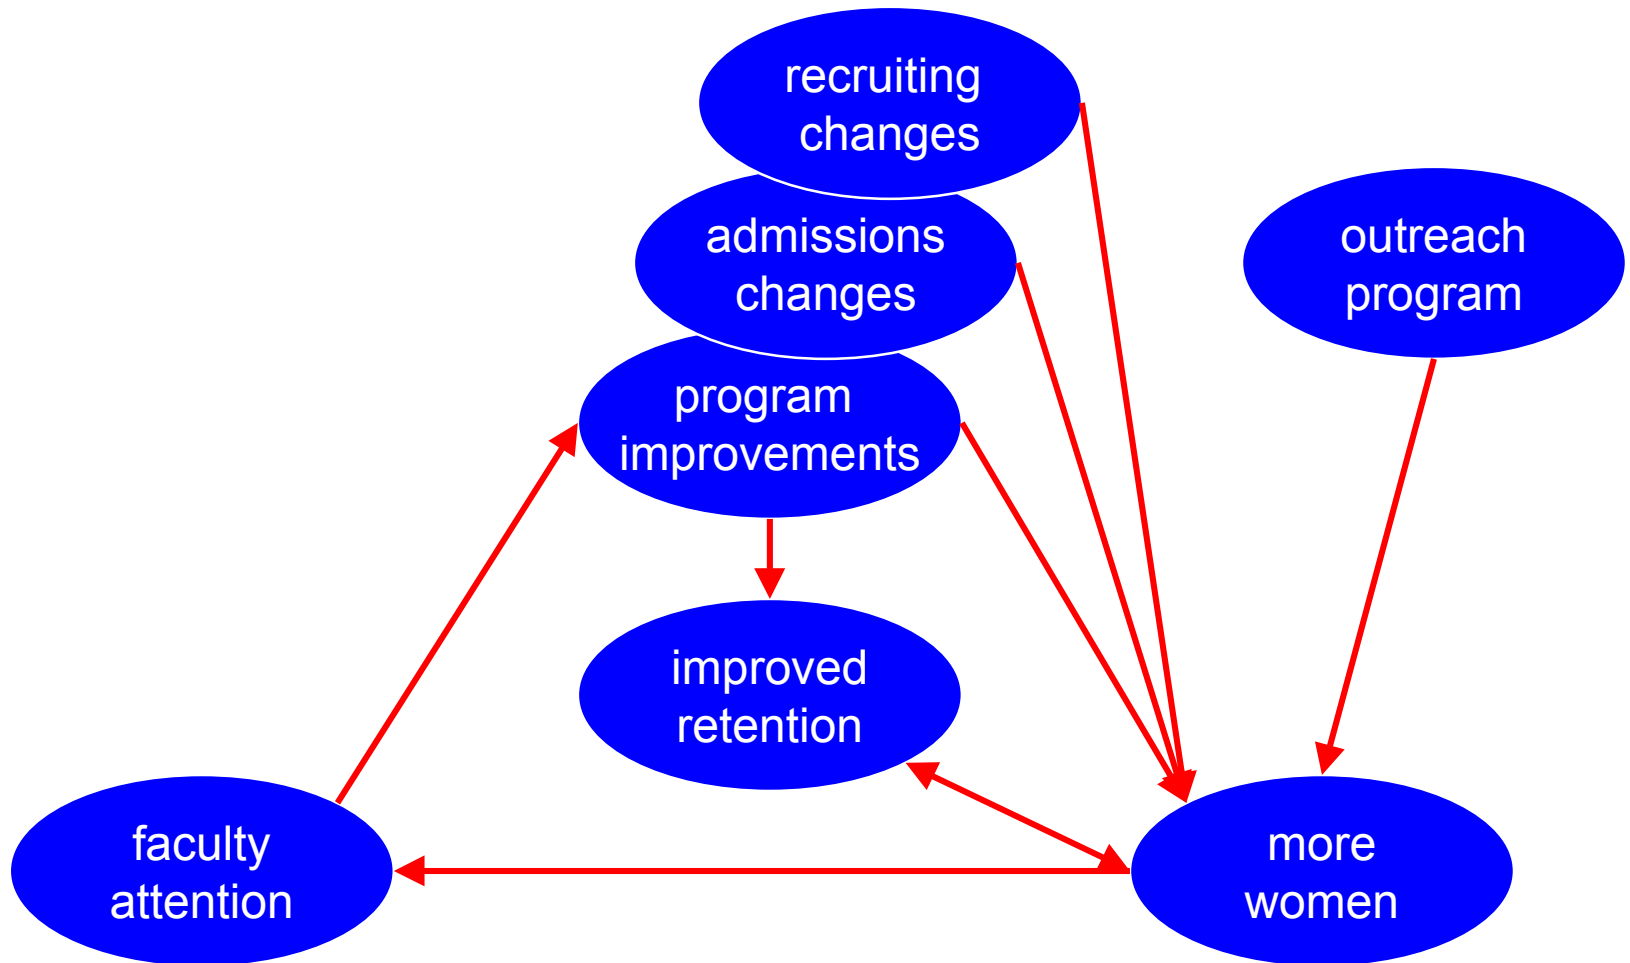 recruiting
changes
admissions
changes
outreach
program
program
improvements
improved
retention
faculty
attention
more
women